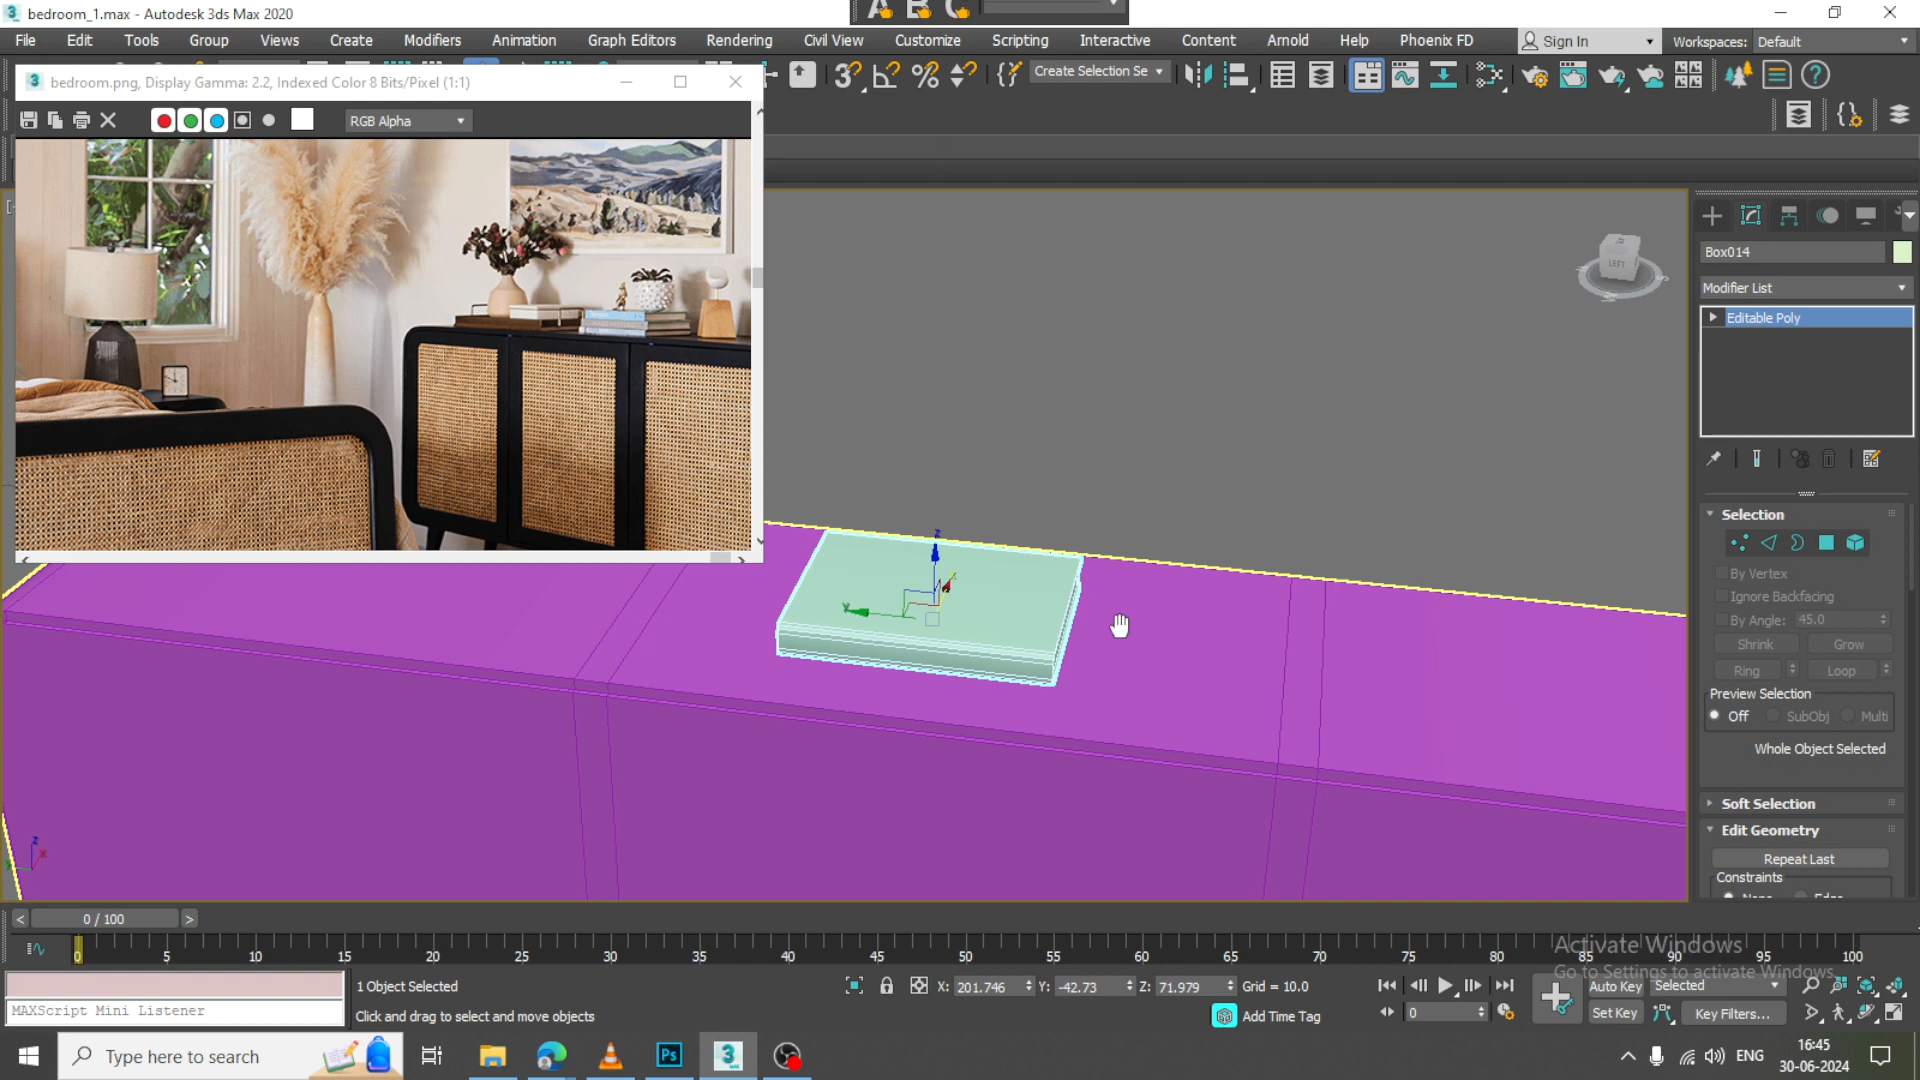 bedroom_1.max - Autodesk 3ds Max 2020
File Edit Tools Group Views Create Modifiers Animation Graph Editors Rendering Civil View Customize Scripting Interactive Content Arnold Help Phoenix FD
Sign In
Workspaces: Default
bedroom.png, Display Gamma: 2.2, Indexed Color 8 Bits/Pixel (1:1)
Create Selection Se
RGB Alpha
LEFT
Box014
Modifier List
Editable Poly
Selection
By Vertex
Ignore Backfacing
By Angle: 45.0
Shrink Grow
Ring Loop
Preview Selection
Off SubObj Multi
Whole Object Selected
Soft Selection
Edit Geometry
Repeat Last
Constraints
z
x
y
< 0 / 100 >
0 5 10 15 20 25 30 35 40 45 50 55 60 65 70 75 80 85 90 95 100
Activate Windows
Go to Settings to activate Windows.
MAXScript Mini Listener
1 Object Selected
Click and drag to select and move objects
X: 201.746 Y: -42.73 Z: 71.979 Grid = 10.0
Add Time Tag
0
Auto Key Selected
Set Key Key Filters...
Type here to search
Ps
3
ENG
16:45
30-06-2024